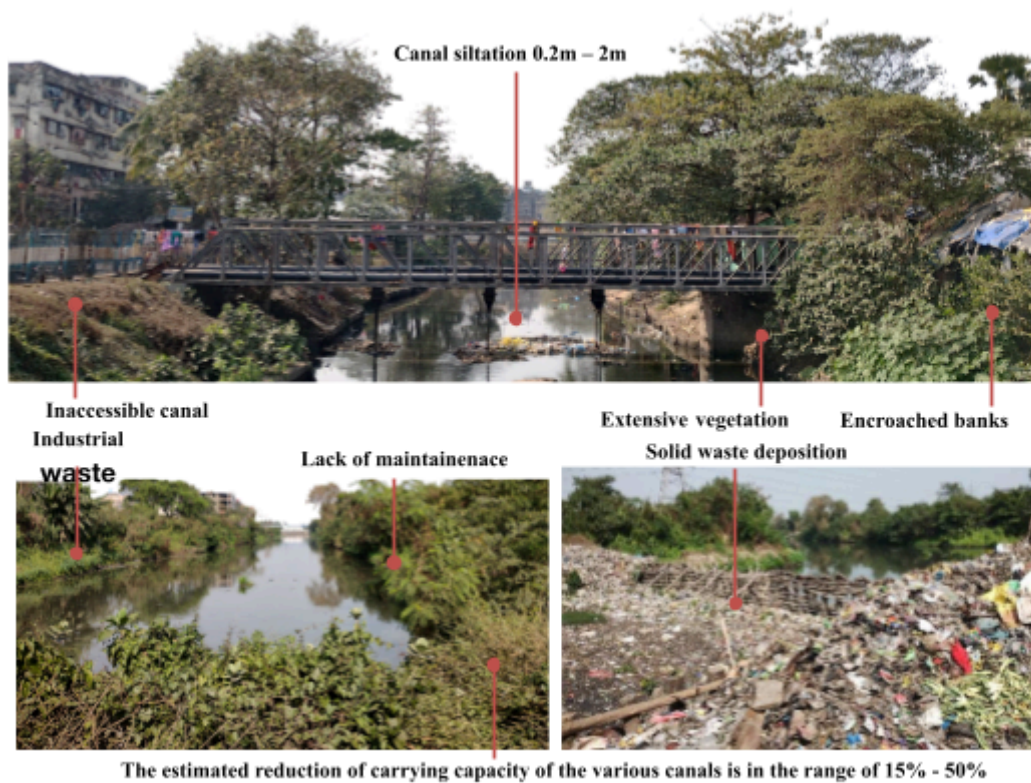 Canal siltation 0.2m – 2m
Inaccessible canal
Extensive vegetation
Encroached banks
Industrial
waste
Lack of maintainenace
Solid waste deposition
The estimated reduction of carrying capacity of the various canals is in the range of 15% - 50%